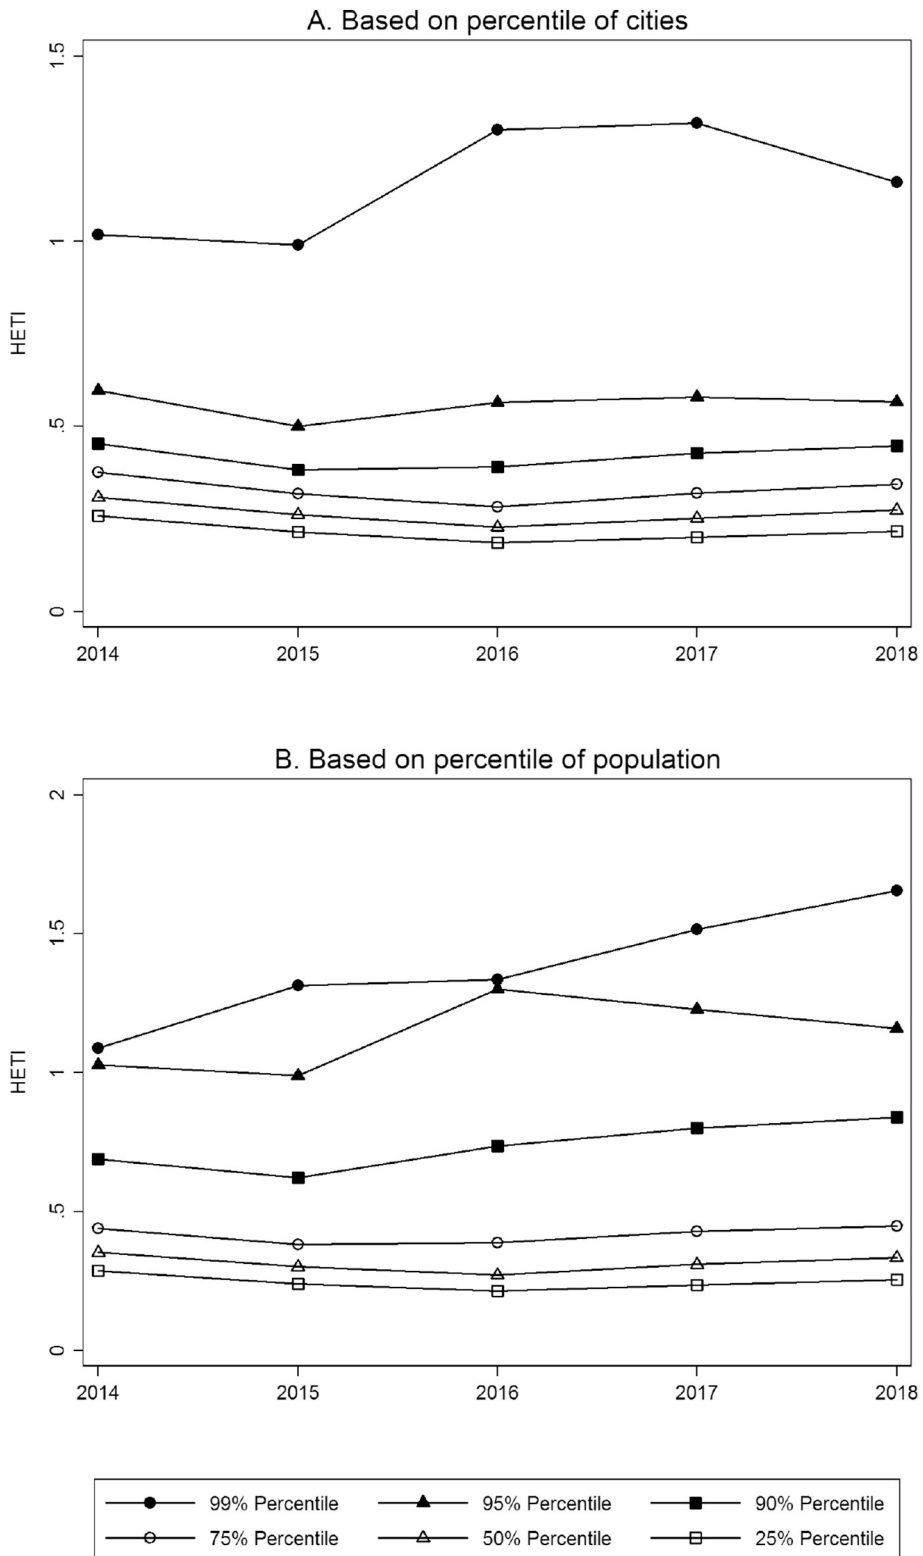 A. Based on percentile of cities
1.5
1
.5
0
HETI
2014 2015 2016 2017 2018
B. Based on percentile of population
2
1.5
1
.5
0
HETI
2014 2015 2016 2017 2018
99% Percentile 95% Percentile 90% Percentile
75% Percentile 50% Percentile 25% Percentile